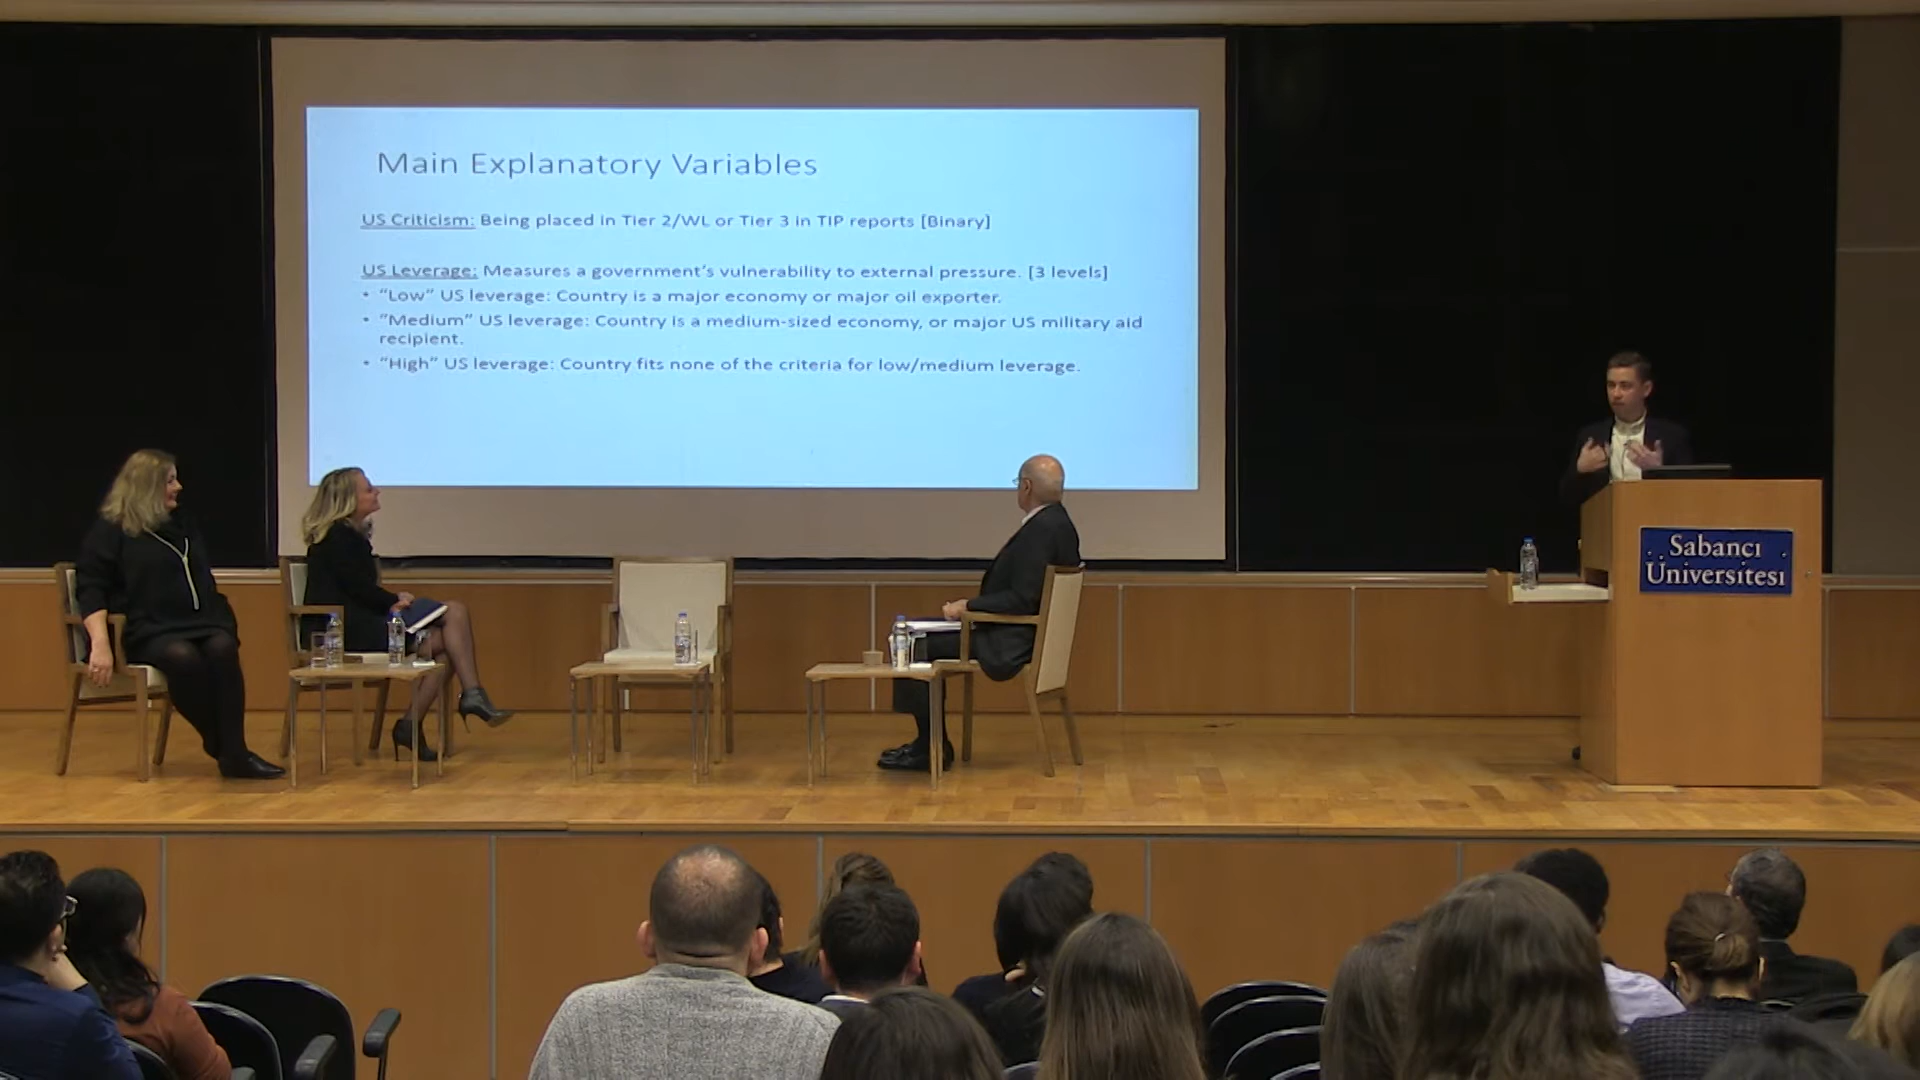 Main Explanatory Variables
US Criticism: Being placed in Tier 2/WL or Tier 3 in TIP reports [Binary]
US Leverage: Measures a government's vulnerability to external pressure. [3 levels]
• "Low" US leverage: Country is a major economy or major oil exporter.
• "Medium" US leverage: Country is a medium-sized economy, or major US military aid
recipient.
• "High" US leverage: Country fits none of the criteria for low/medium leverage.
Sabancı
Üniversitesi